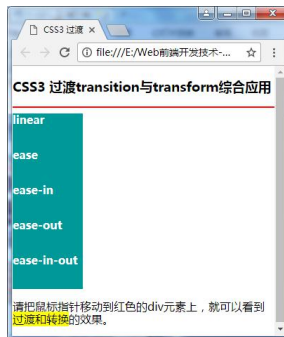 CSS3 过渡
file:///E:/Web前端开发技术-...
CSS3 过渡transition与transform综合应用
linear
ease
ease-in
ease-out
ease-in-out
请把鼠标指针移动到红色的div元素上，就可以看到
过渡和转换的效果。